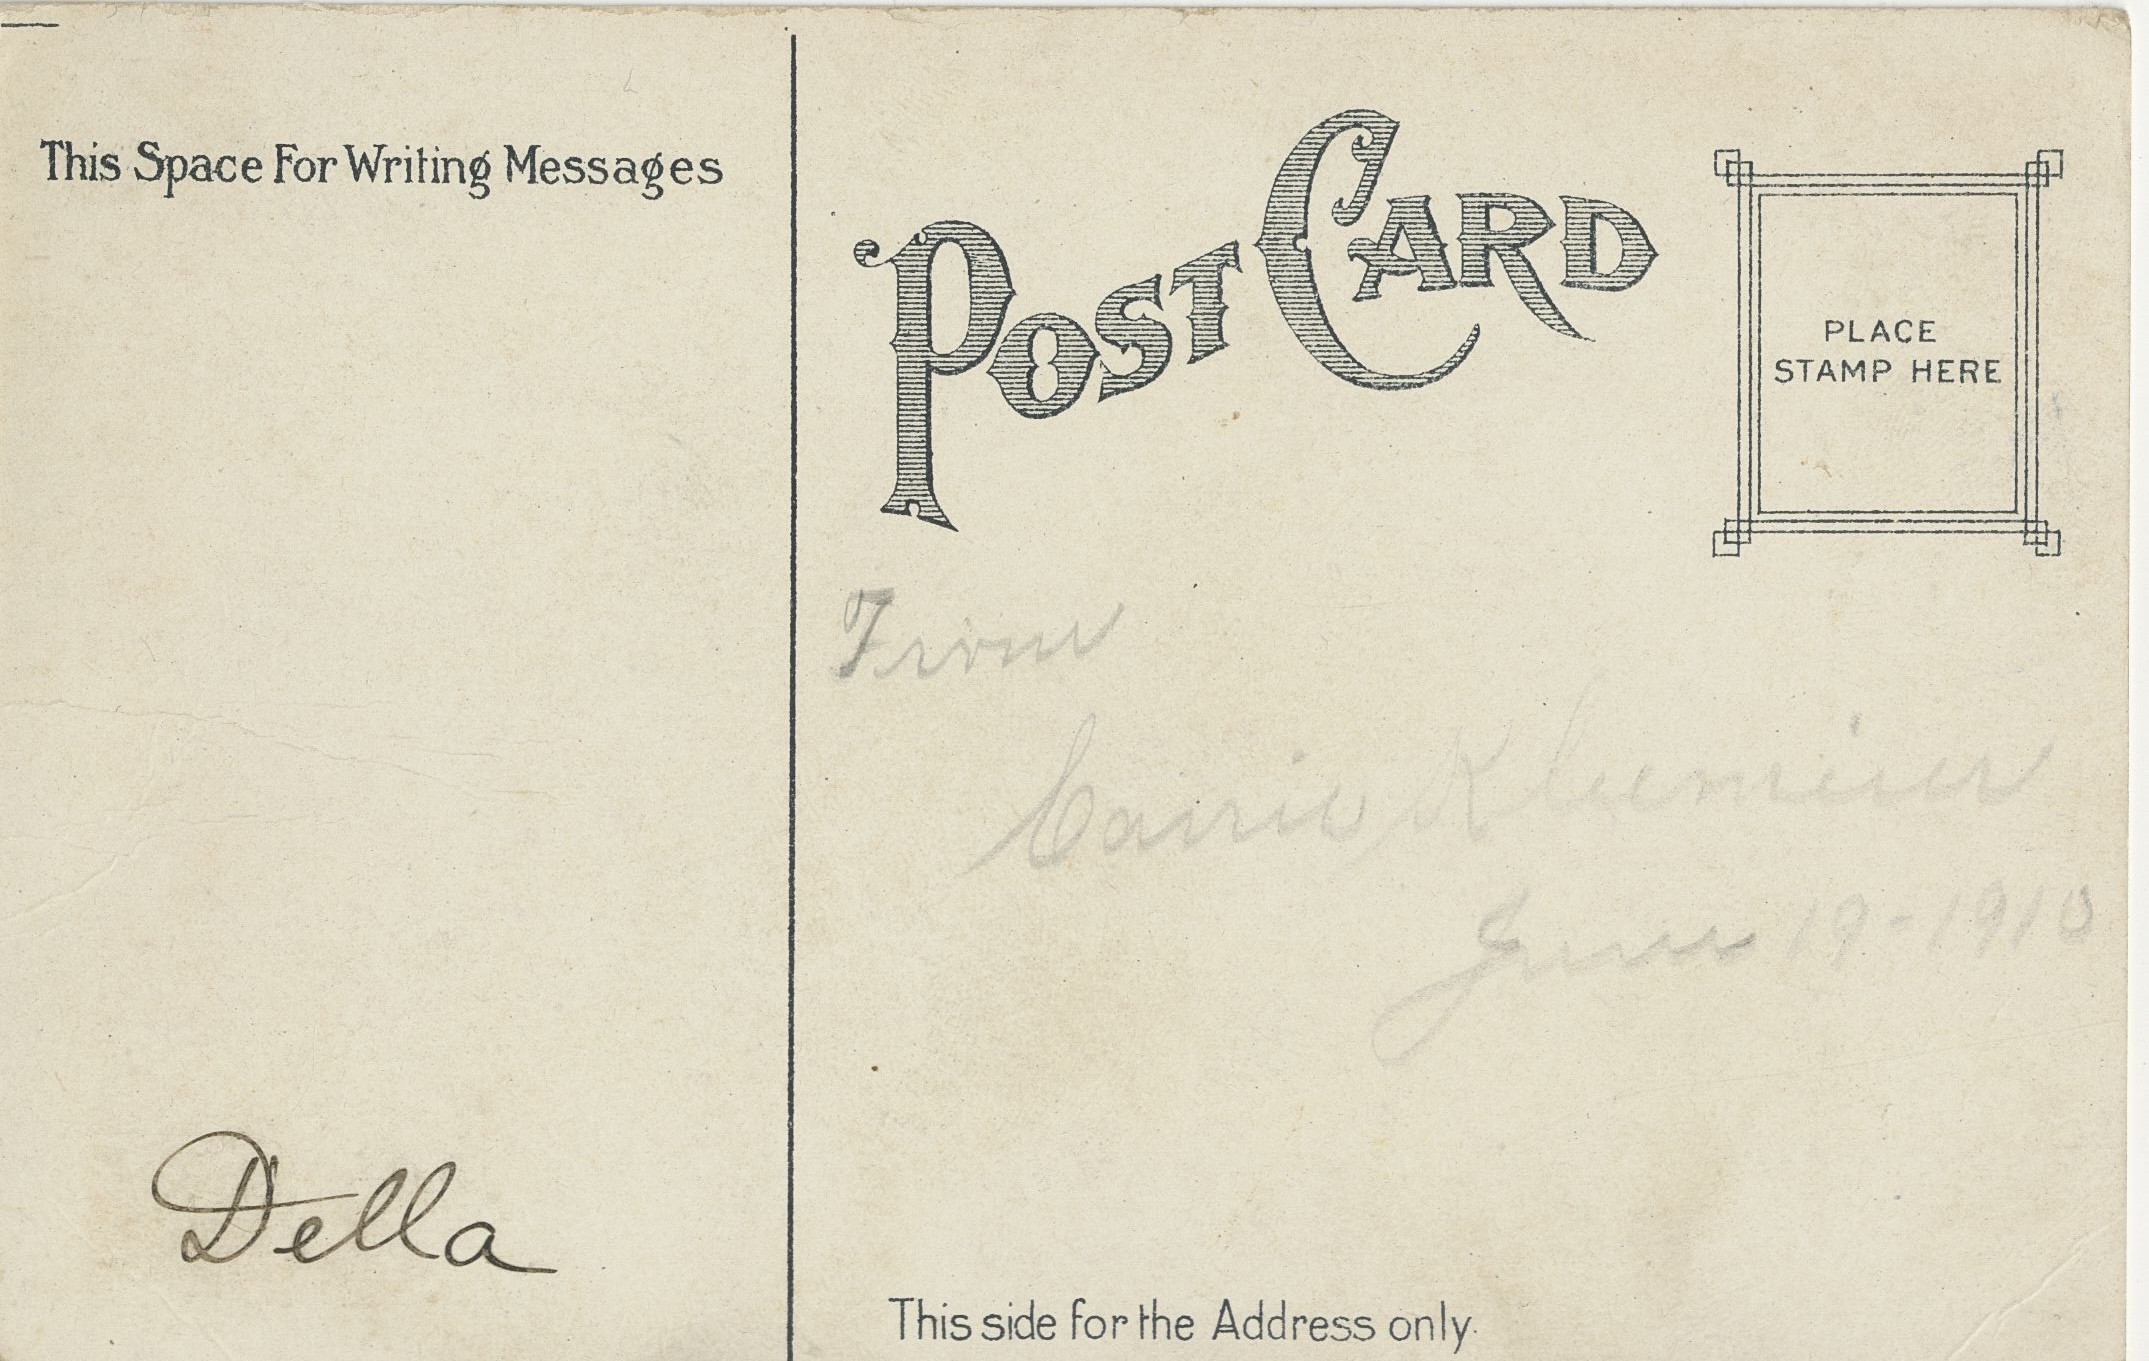 This Space For Writing Messages
POST CARD
PLACE
STAMP HERE
From
Carrie
June 19-1910
Della
This side for the Address only.